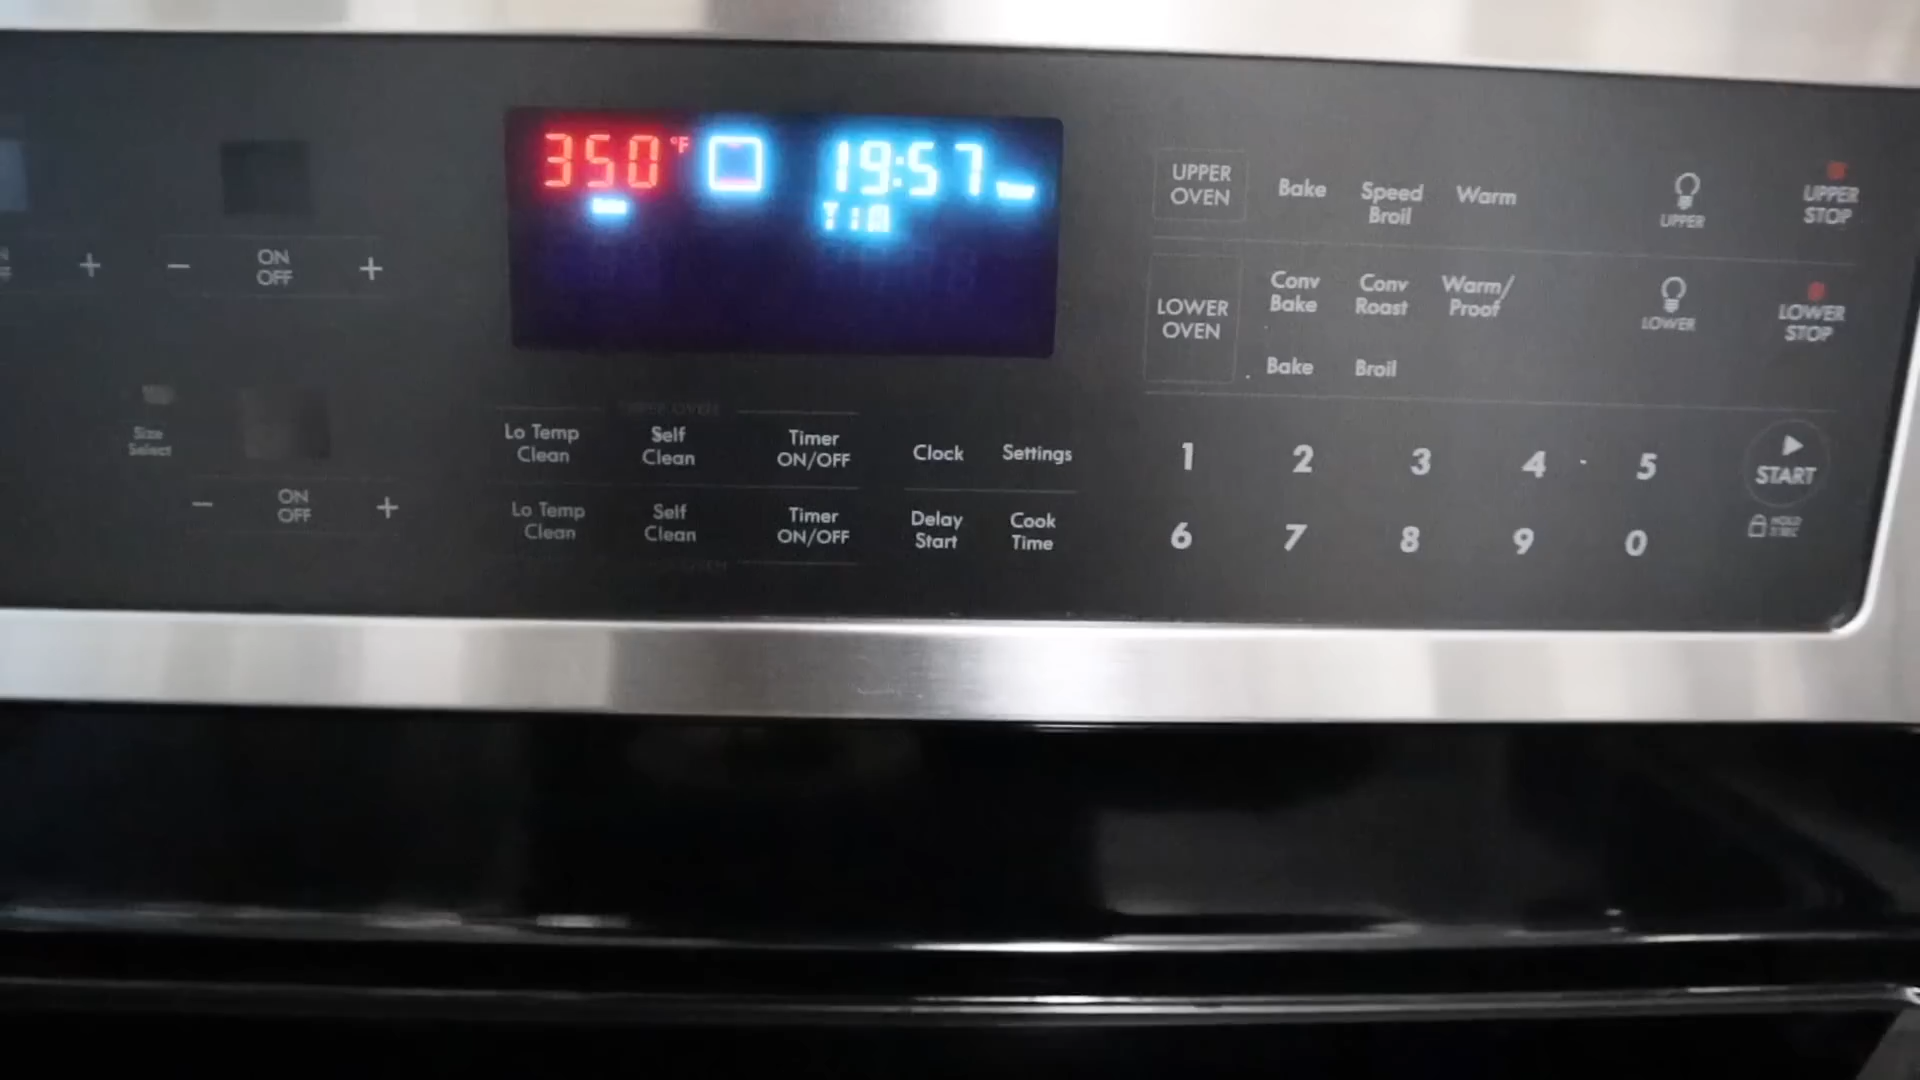 350 °F 19:57
TIM
UPPER OVEN
Bake
Speed Broil
Warm
UPPER
UPPER STOP
LOWER OVEN
Conv Bake
Conv Roast
Warm/ Proof
LOWER
LOWER STOP
Bake
Broil
+
−
ON OFF
+
Size Select
−
ON OFF
+
Lo Temp Clean
Self Clean
Timer ON/OFF
Clock
Settings
Lo Temp Clean
Self Clean
Timer ON/OFF
Delay Start
Cook Time
1 2 3 4 5
6 7 8 9 0
START